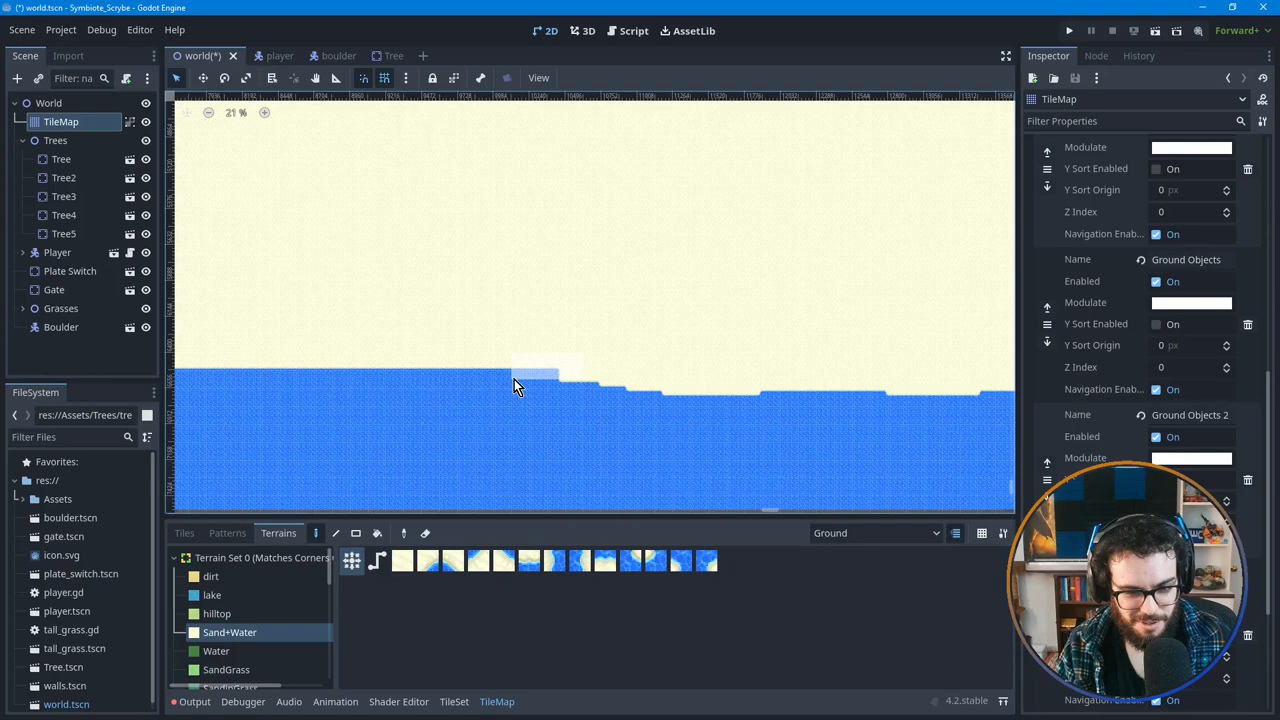 (*) world.tscn - Symbiote_Scrybe - Godot Engine
Scene Project Debug Editor Help
2D 3D Script AssetLib
Forward+
Scene Import
world(*) player boulder Tree
Inspector Node History
Filter: na
View
World
TileMap
Trees
Tree
Tree2
Tree3
Tree4
Tree5
Player
Plate Switch
Gate
Grasses
Boulder
21 %
TileMap
Filter Properties
Modulate
Y Sort Enabled On
Y Sort Origin 0 px
Z Index 0
Navigation Enab... On
Name Ground Objects
Enabled On
Modulate
Y Sort Enabled On
Y Sort Origin 0 px
Z Index 0
Navigation Enab... On
Name Ground Objects 2
Enabled On
Modulate
FileSystem
res://Assets/Trees/tre
Filter Files
Favorites:
res://
Assets
boulder.tscn
gate.tscn
icon.svg
plate_switch.tscn
player.gd
player.tscn
tall_grass.gd
tall_grass.tscn
Tree.tscn
walls.tscn
world.tscn
Tiles Patterns Terrains
Ground
Terrain Set 0 (Matches Corners
dirt
lake
hilltop
Sand+Water
Water
SandGrass
Output Debugger Audio Animation Shader Editor TileSet TileMap
4.2.stable
Navigation Enab... On